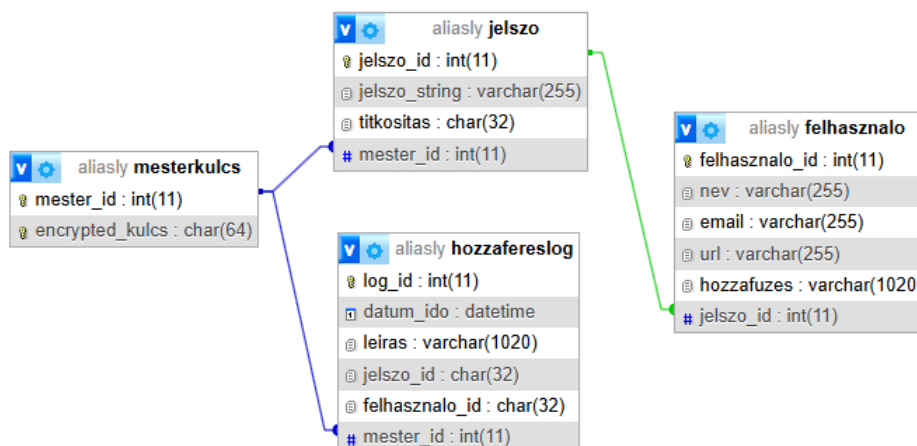 aliasly jelszo
jelszo_id : int(11)
jelszo_string : varchar(255)
titkositas : char(32)
# mester_id : int(11)
aliasly felhasznalo
felhasznalo_id : int(11)
nev : varchar(255)
email : varchar(255)
url : varchar(255)
hozzafuzes : varchar(1020
# jelszo_id : int(11)
aliasly mesterkulcs
mester_id : int(11)
encrypted_kulcs : char(64)
aliasly hozzafereslog
log_id : int(11)
datum_ido : datetime
leiras : varchar(1020)
jelszo_id : char(32)
felhasznalo_id : char(32)
# mester_id : int(11)